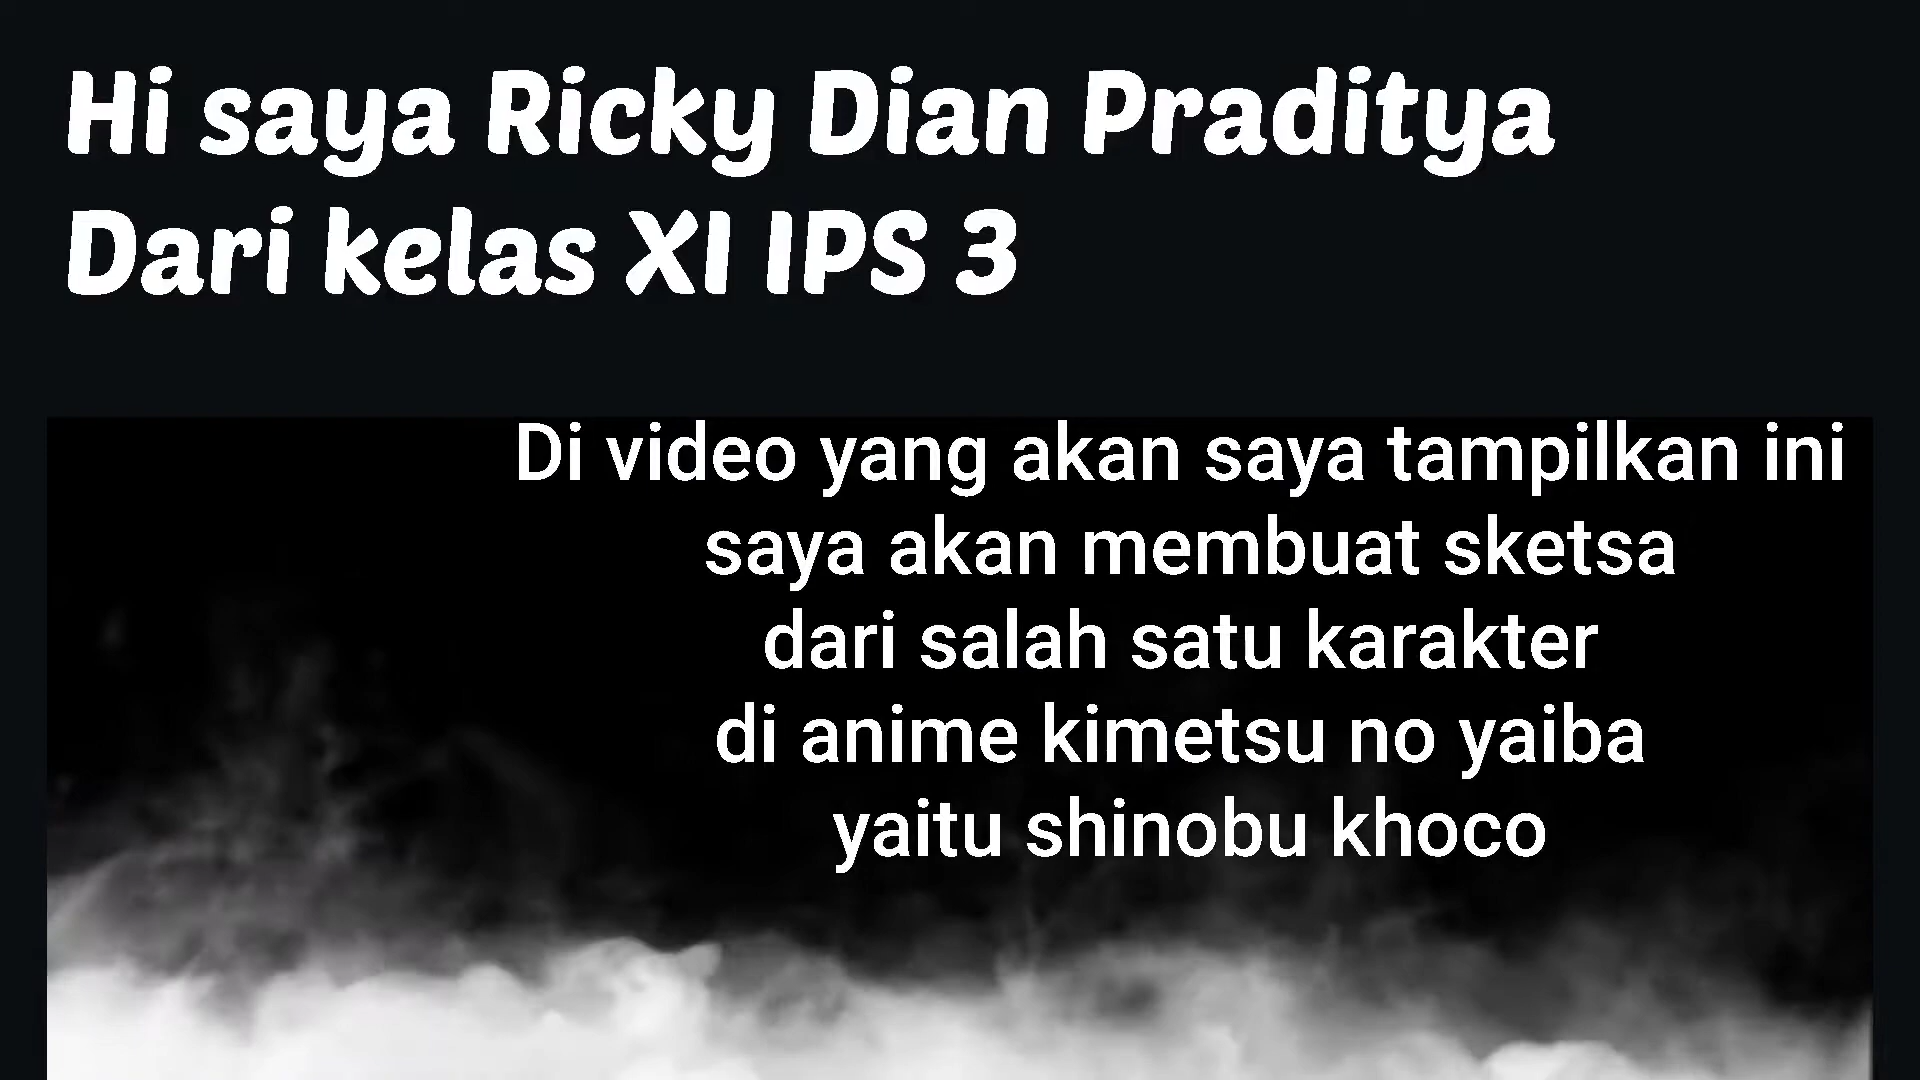 Hi saya Ricky Dian Praditya
Dari kelas XI IPS 3
Di video yang akan saya tampilkan ini
saya akan membuat sketsa
dari salah satu karakter
di anime kimetsu no yaiba
yaitu shinobu khoco